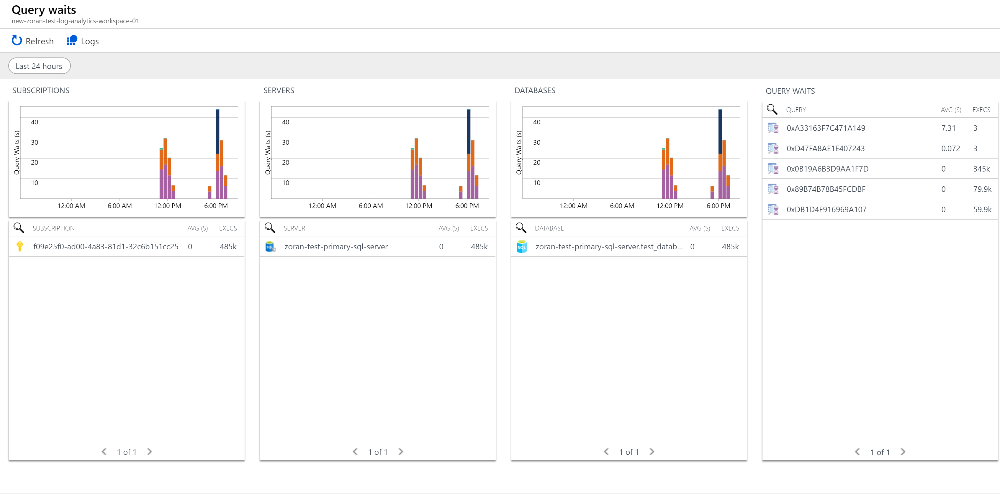 Query waits
new-zoran-test-log-analytics-workspace-01
Refresh
Logs
Last 24 hours
SUBSCRIPTIONS
Query Waits (s)
40
30
20
10
12:00 AM 6:00 AM 12:00 PM 6:00 PM
SUBSCRIPTION AVG (S) EXECS
f09e25f0-ad00-4a83-81d1-32c6b151cc25 0 485k
1 of 1
SERVERS
Query Waits (s)
40
30
20
10
12:00 AM 6:00 AM 12:00 PM 6:00 PM
SERVER AVG (S) EXECS
SQL
zoran-test-primary-sql-server 0 485k
1 of 1
DATABASES
Query Waits (s)
40
30
20
10
12:00 AM 6:00 AM 12:00 PM 6:00 PM
DATABASE AVG (S) EXECS
SQL
zoran-test-primary-sql-server.test_datab... 0 485k
1 of 1
QUERY WAITS
QUERY AVG (S) EXECS
0xA33163F7C471A149 7.31 3
0xD47FA8AE1E407243 0.072 3
0x0B19A6B3D9AA1F7D 0 345k
0x89B74B78B45FCDBF 0 79.9k
0xDB1D4F916969A107 0 59.9k
1 of 1